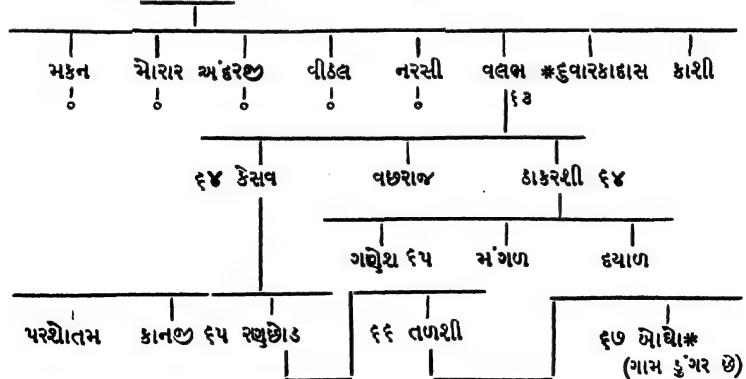 મકન મોરાર અંદરજી વીઠલ નરસી વલભ *દુવારકાદાસ કાશી
૬૩
૬૪ કેસવ વછરાજ ઠાકરશી ૬૪
ગણેશ ૬૫ મંગળ દયાળ
પરશોતમ કાનજી ૬૫ રણછોડ ૬૬ તળશી ૬૭ ઓધો*
(ગામ ડુંગર છે)